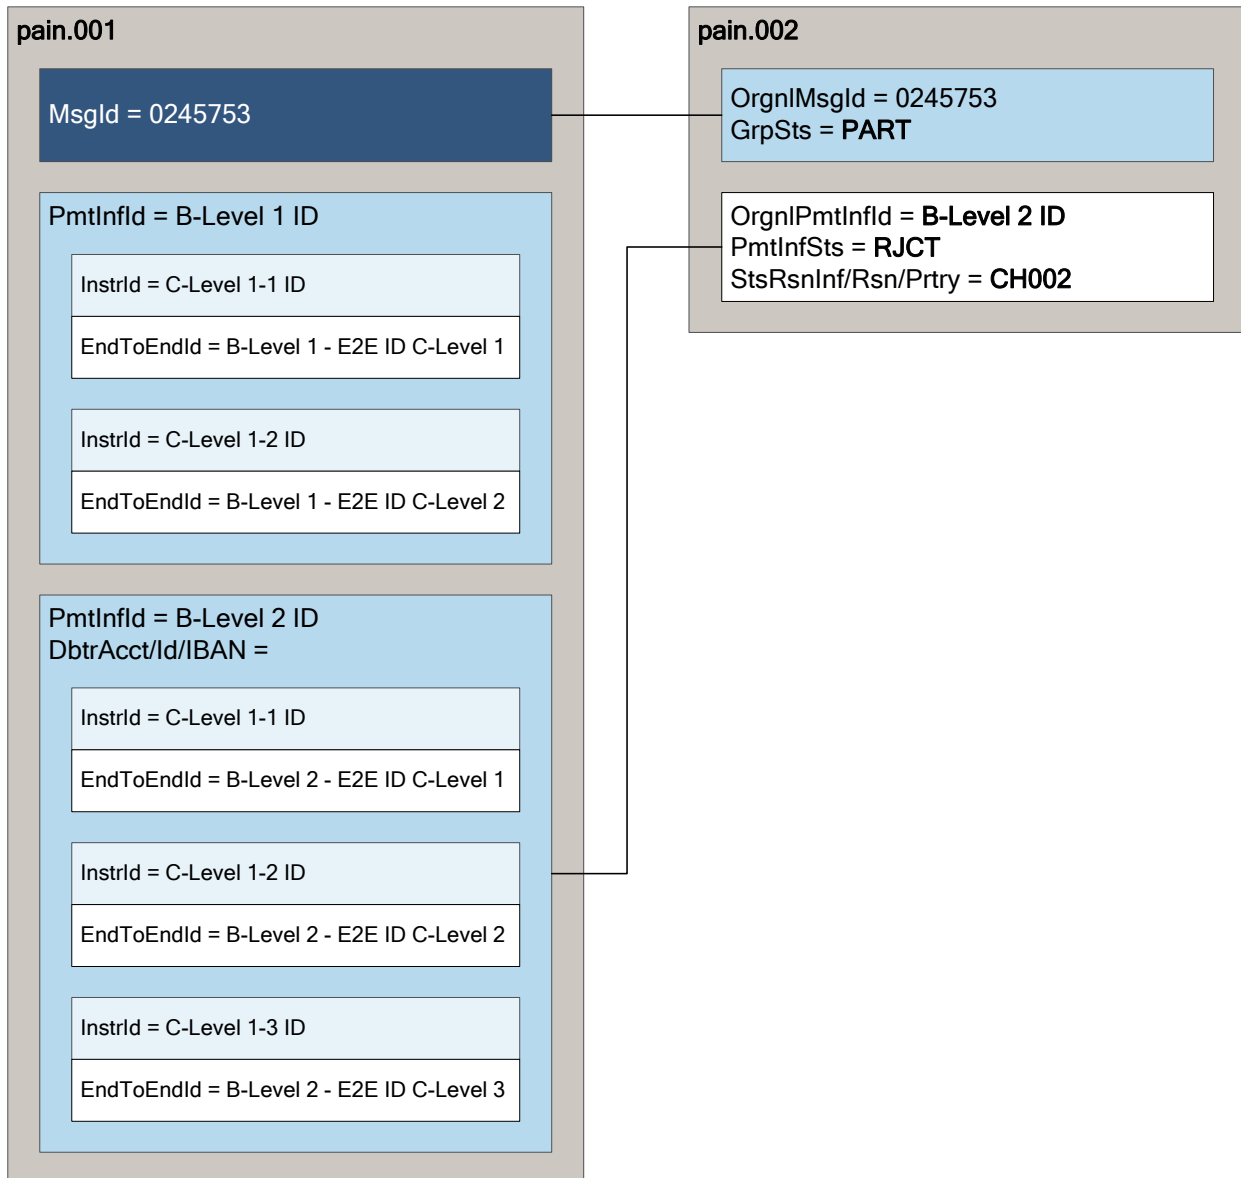 pain.001
MsgId = 0245753
PmtInfId = B-Level 1 ID
InstrId = C-Level 1-1 ID
EndToEndId = B-Level 1 - E2E ID C-Level 1
InstrId = C-Level 1-2 ID
EndToEndId = B-Level 1 - E2E ID C-Level 2
PmtInfId = B-Level 2 ID
DbtrAcct/Id/IBAN =
InstrId = C-Level 1-1 ID
EndToEndId = B-Level 2 - E2E ID C-Level 1
InstrId = C-Level 1-2 ID
EndToEndId = B-Level 2 - E2E ID C-Level 2
InstrId = C-Level 1-3 ID
EndToEndId = B-Level 2 - E2E ID C-Level 3
pain.002
OrgnlMsgId = 0245753
GrpSts = PART
OrgnlPmtInfId = B-Level 2 ID
PmtInfSts = RJCT
StsRsnInf/Rsn/Prtry = CH002